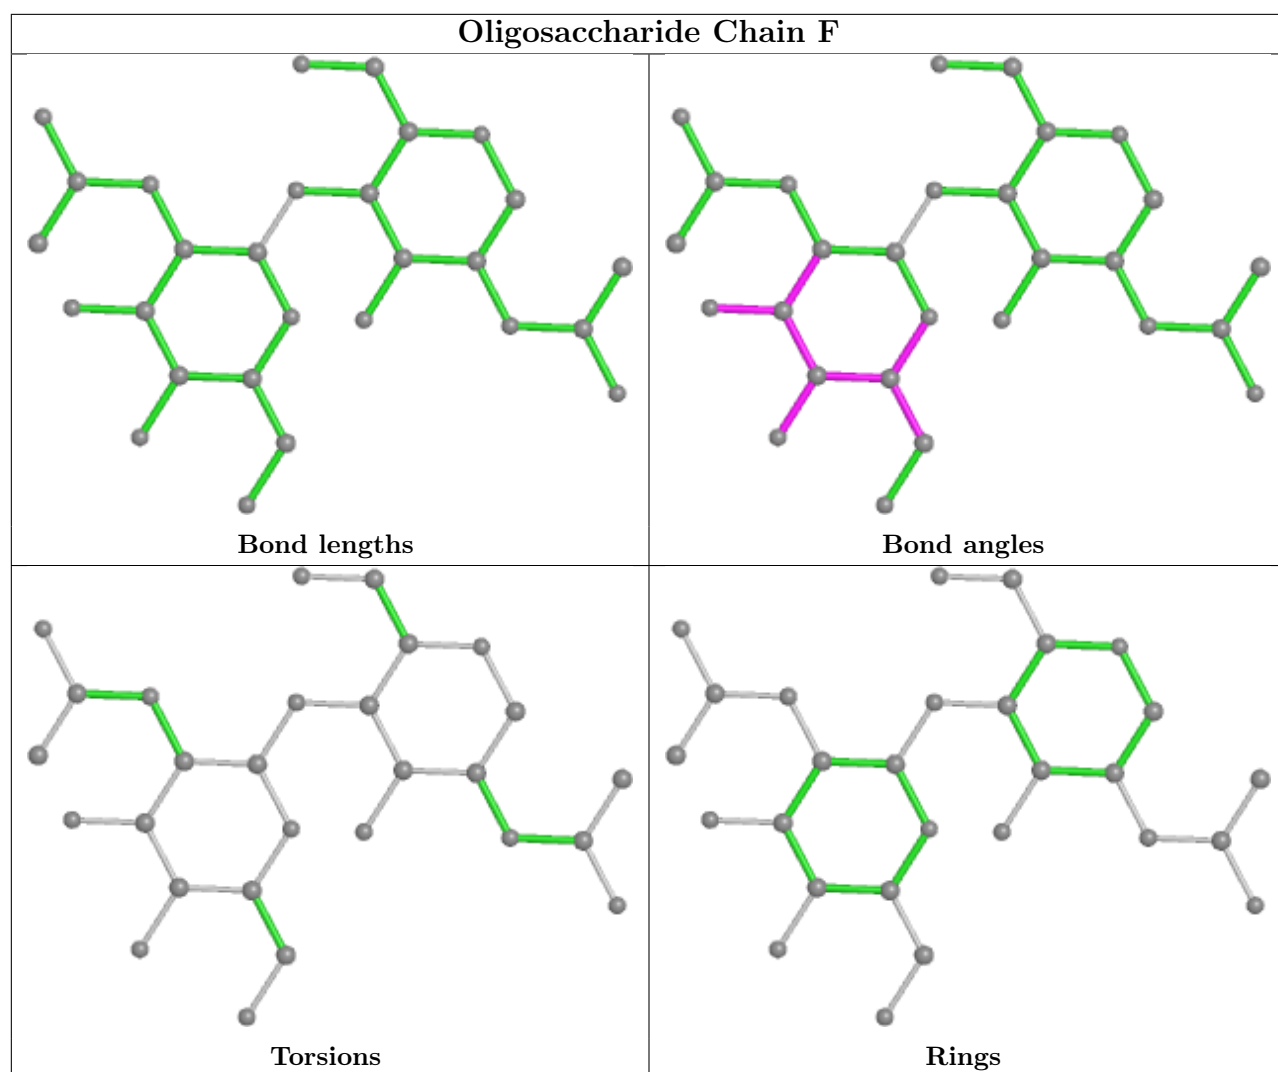 Oligosaccharide Chain F
Bond lengths
Bond angles
Torsions
Rings